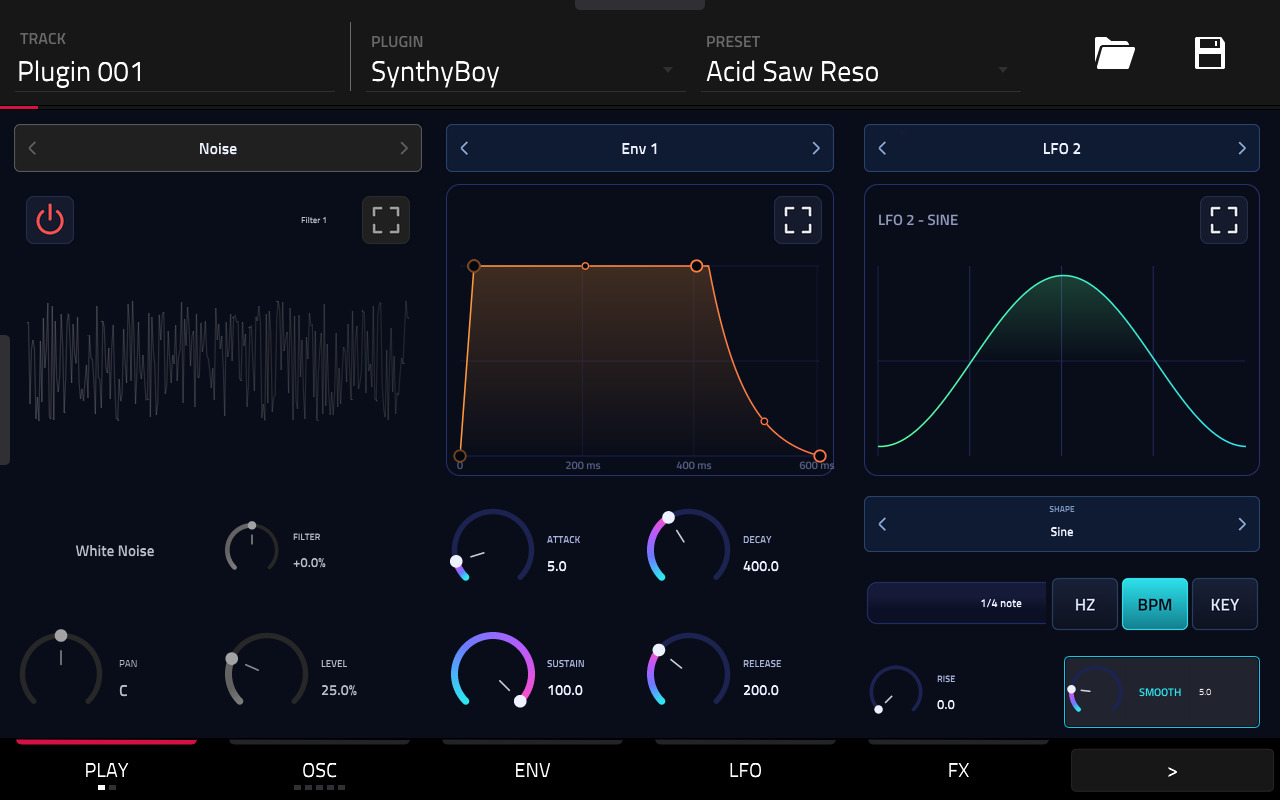 TRACK
Plugin 001
PLUGIN
SynthyBoy
PRESET
Acid Saw Reso
Noise
Env 1
LFO 2
Filter 1
LFO 2 - SINE
0
200 ms
400 ms
600 ms
White Noise
FILTER
+0.0%
PAN
C
LEVEL
25.0%
ATTACK
5.0
DECAY
400.0
SUSTAIN
100.0
RELEASE
200.0
SHAPE
Sine
1/4 note
HZ
BPM
KEY
RISE
0.0
SMOOTH
5.0
PLAY
OSC
ENV
LFO
FX
>